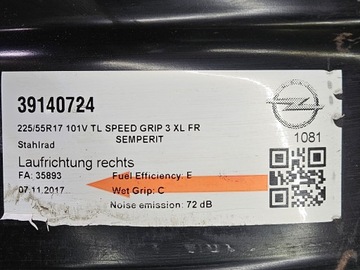 39140724
225/55R17 101V TL SPEED GRIP 3 XL FR
SEMPERIT
Stahlrad
1081
Laufrichtung rechts
FA: 35893 Fuel Efficiency: E
07.11.2017 Wet Grip: C
Noise emission: 72 dB